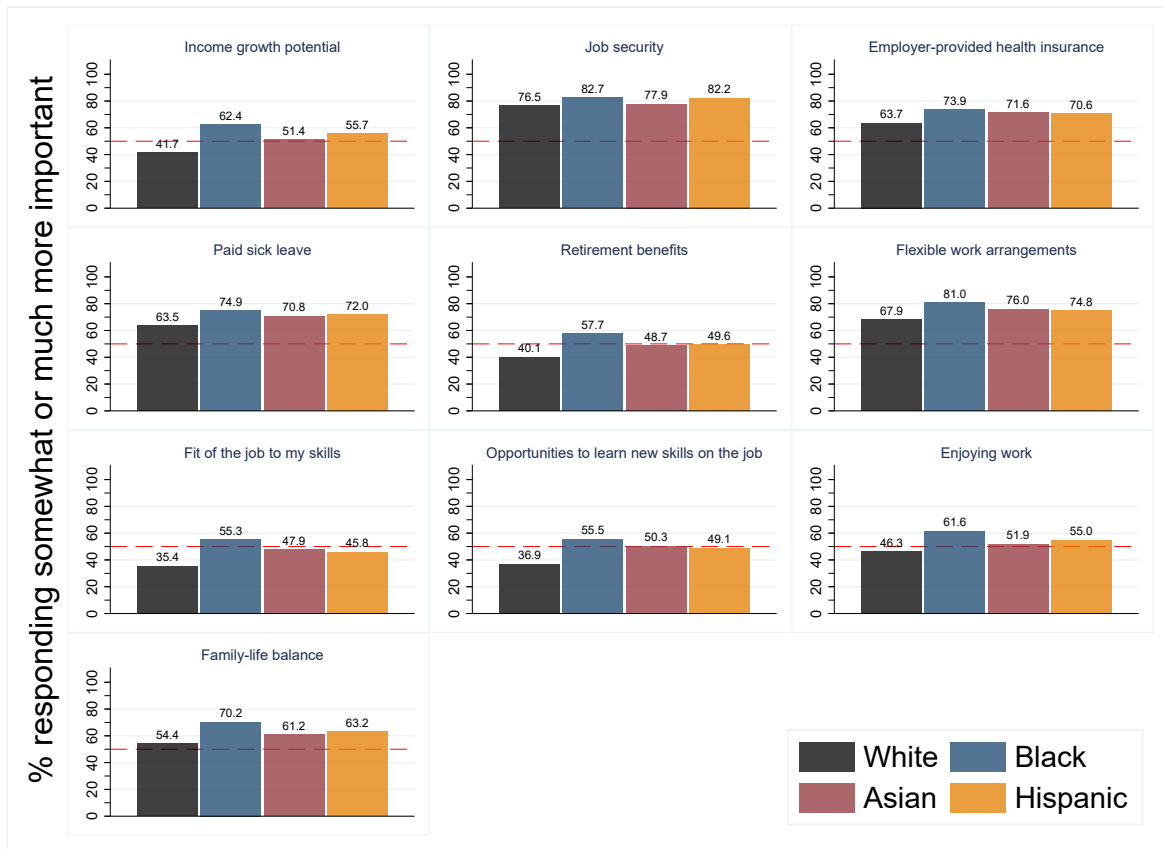 % responding somewhat or much more important
Income growth potential
0 20 40 60 80 100
41.7 62.4 51.4 55.7
Job security
0 20 40 60 80 100
76.5 82.7 77.9 82.2
Employer-provided health insurance
0 20 40 60 80 100
63.7 73.9 71.6 70.6
Paid sick leave
0 20 40 60 80 100
63.5 74.9 70.8 72.0
Retirement benefits
0 20 40 60 80 100
40.1 57.7 48.7 49.6
Flexible work arrangements
0 20 40 60 80 100
67.9 81.0 76.0 74.8
Fit of the job to my skills
0 20 40 60 80 100
35.4 55.3 47.9 45.8
Opportunities to learn new skills on the job
0 20 40 60 80 100
36.9 55.5 50.3 49.1
Enjoying work
0 20 40 60 80 100
46.3 61.6 51.9 55.0
Family-life balance
0 20 40 60 80 100
54.4 70.2 61.2 63.2
White Black
Asian Hispanic